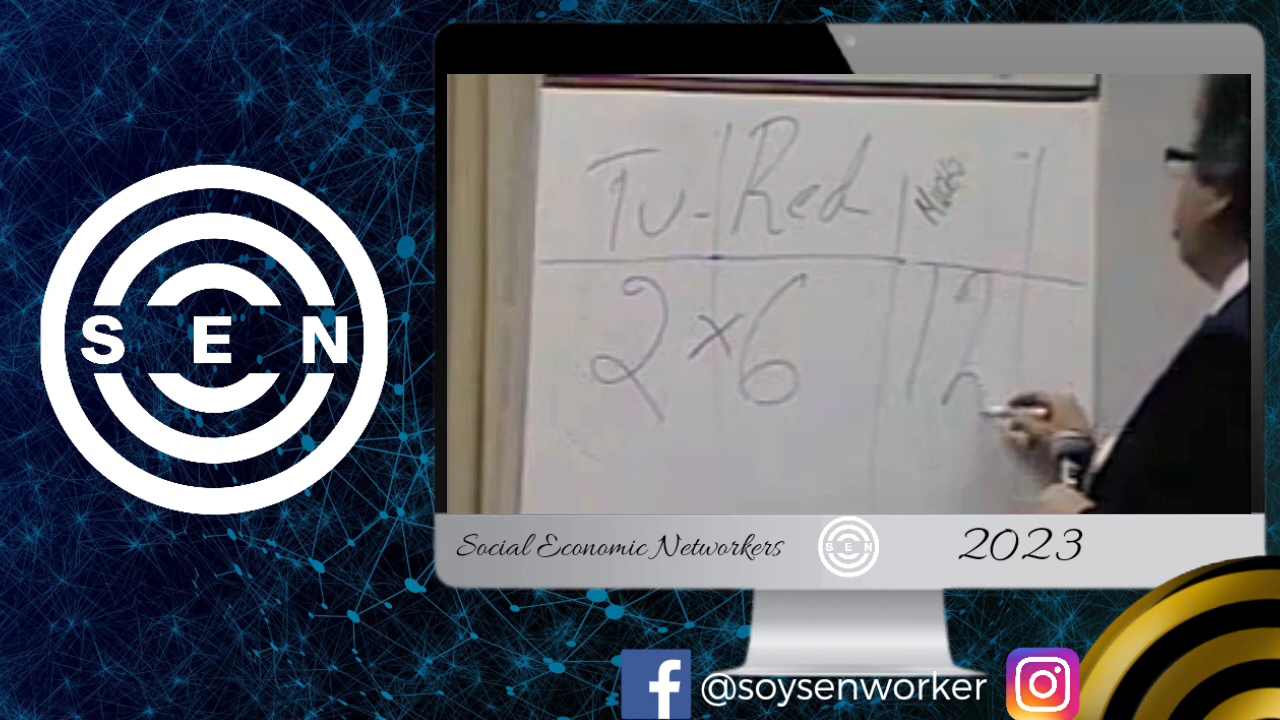 S E N
Tu- Red
2 x 6 12
Social Economic Networkers
S E N
2023
@soysenworker